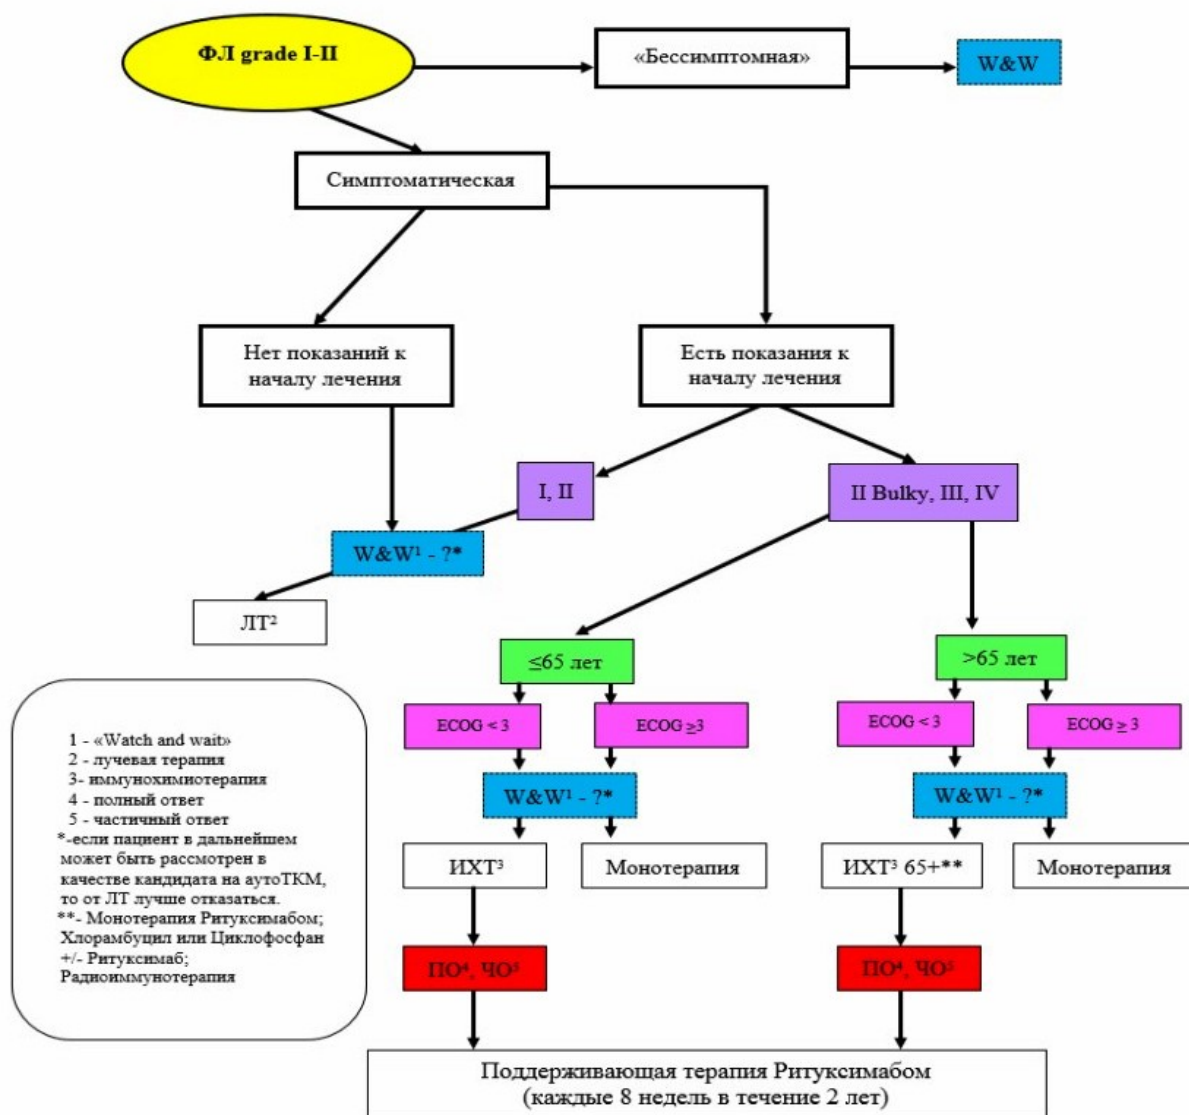 ФЛ grade I-II
«Бессимптомная»
W&W
Симптоматическая
Нет показаний к
началу лечения
Есть показания к
началу лечения
I, II
II Bulky, III, IV
W&W¹ - ?*
ЛТ²
≤65 лет
>65 лет
ECOG < 3
ECOG ≥3
ECOG < 3
ECOG ≥ 3
W&W¹ - ?*
W&W¹ - ?*
ИХТ³
Монотерапия
ИХТ³ 65+**
Монотерапия
ПО⁴, ЧО⁵
ПО⁴, ЧО⁵
Поддерживающая терапия Ритуксимабом
(каждые 8 недель в течение 2 лет)
1 - «Watch and wait»
2 - лучевая терапия
3- иммунохимиотерапия
4 - полный ответ
5 - частичный ответ
*-если пациент в дальнейшем
может быть рассмотрен в
качестве кандидата на аутоТКМ,
то от ЛТ лучше отказаться.
**- Монотерапия Ритуксимабом;
Хлорамбуцил или Циклофосфан
+/- Ритуксимаб;
Радиоиммунотерапия